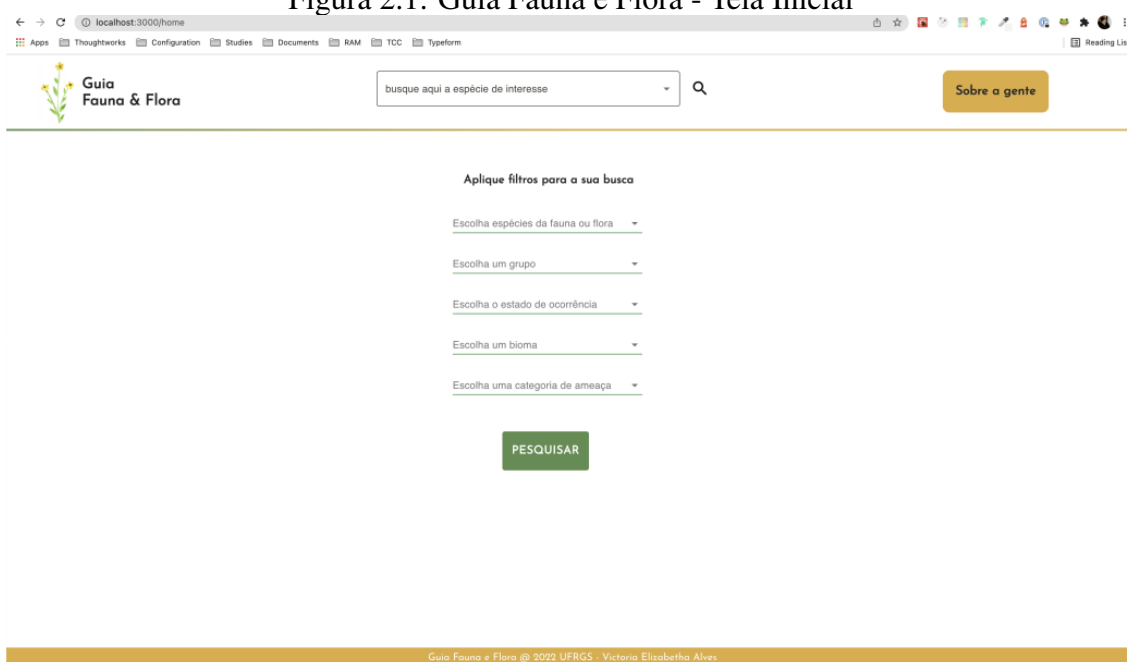 Figura 2.1: Guia Fauna e Flora - Tela Inicial
localhost:3000/home
Apps Thoughtworks Configuration Studies Documents RAM TCC Typeform Reading Lis
Guia
Fauna & Flora
busque aqui a espécie de interesse
Sobre a gente
Aplique filtros para a sua busca
Escolha espécies da fauna ou flora
Escolha um grupo
Escolha o estado de ocorrência
Escolha um bioma
Escolha uma categoria de ameaça
PESQUISAR
Guia Fauna e Flora @ 2022 UFRGS - Victoria Elizabetha Alves